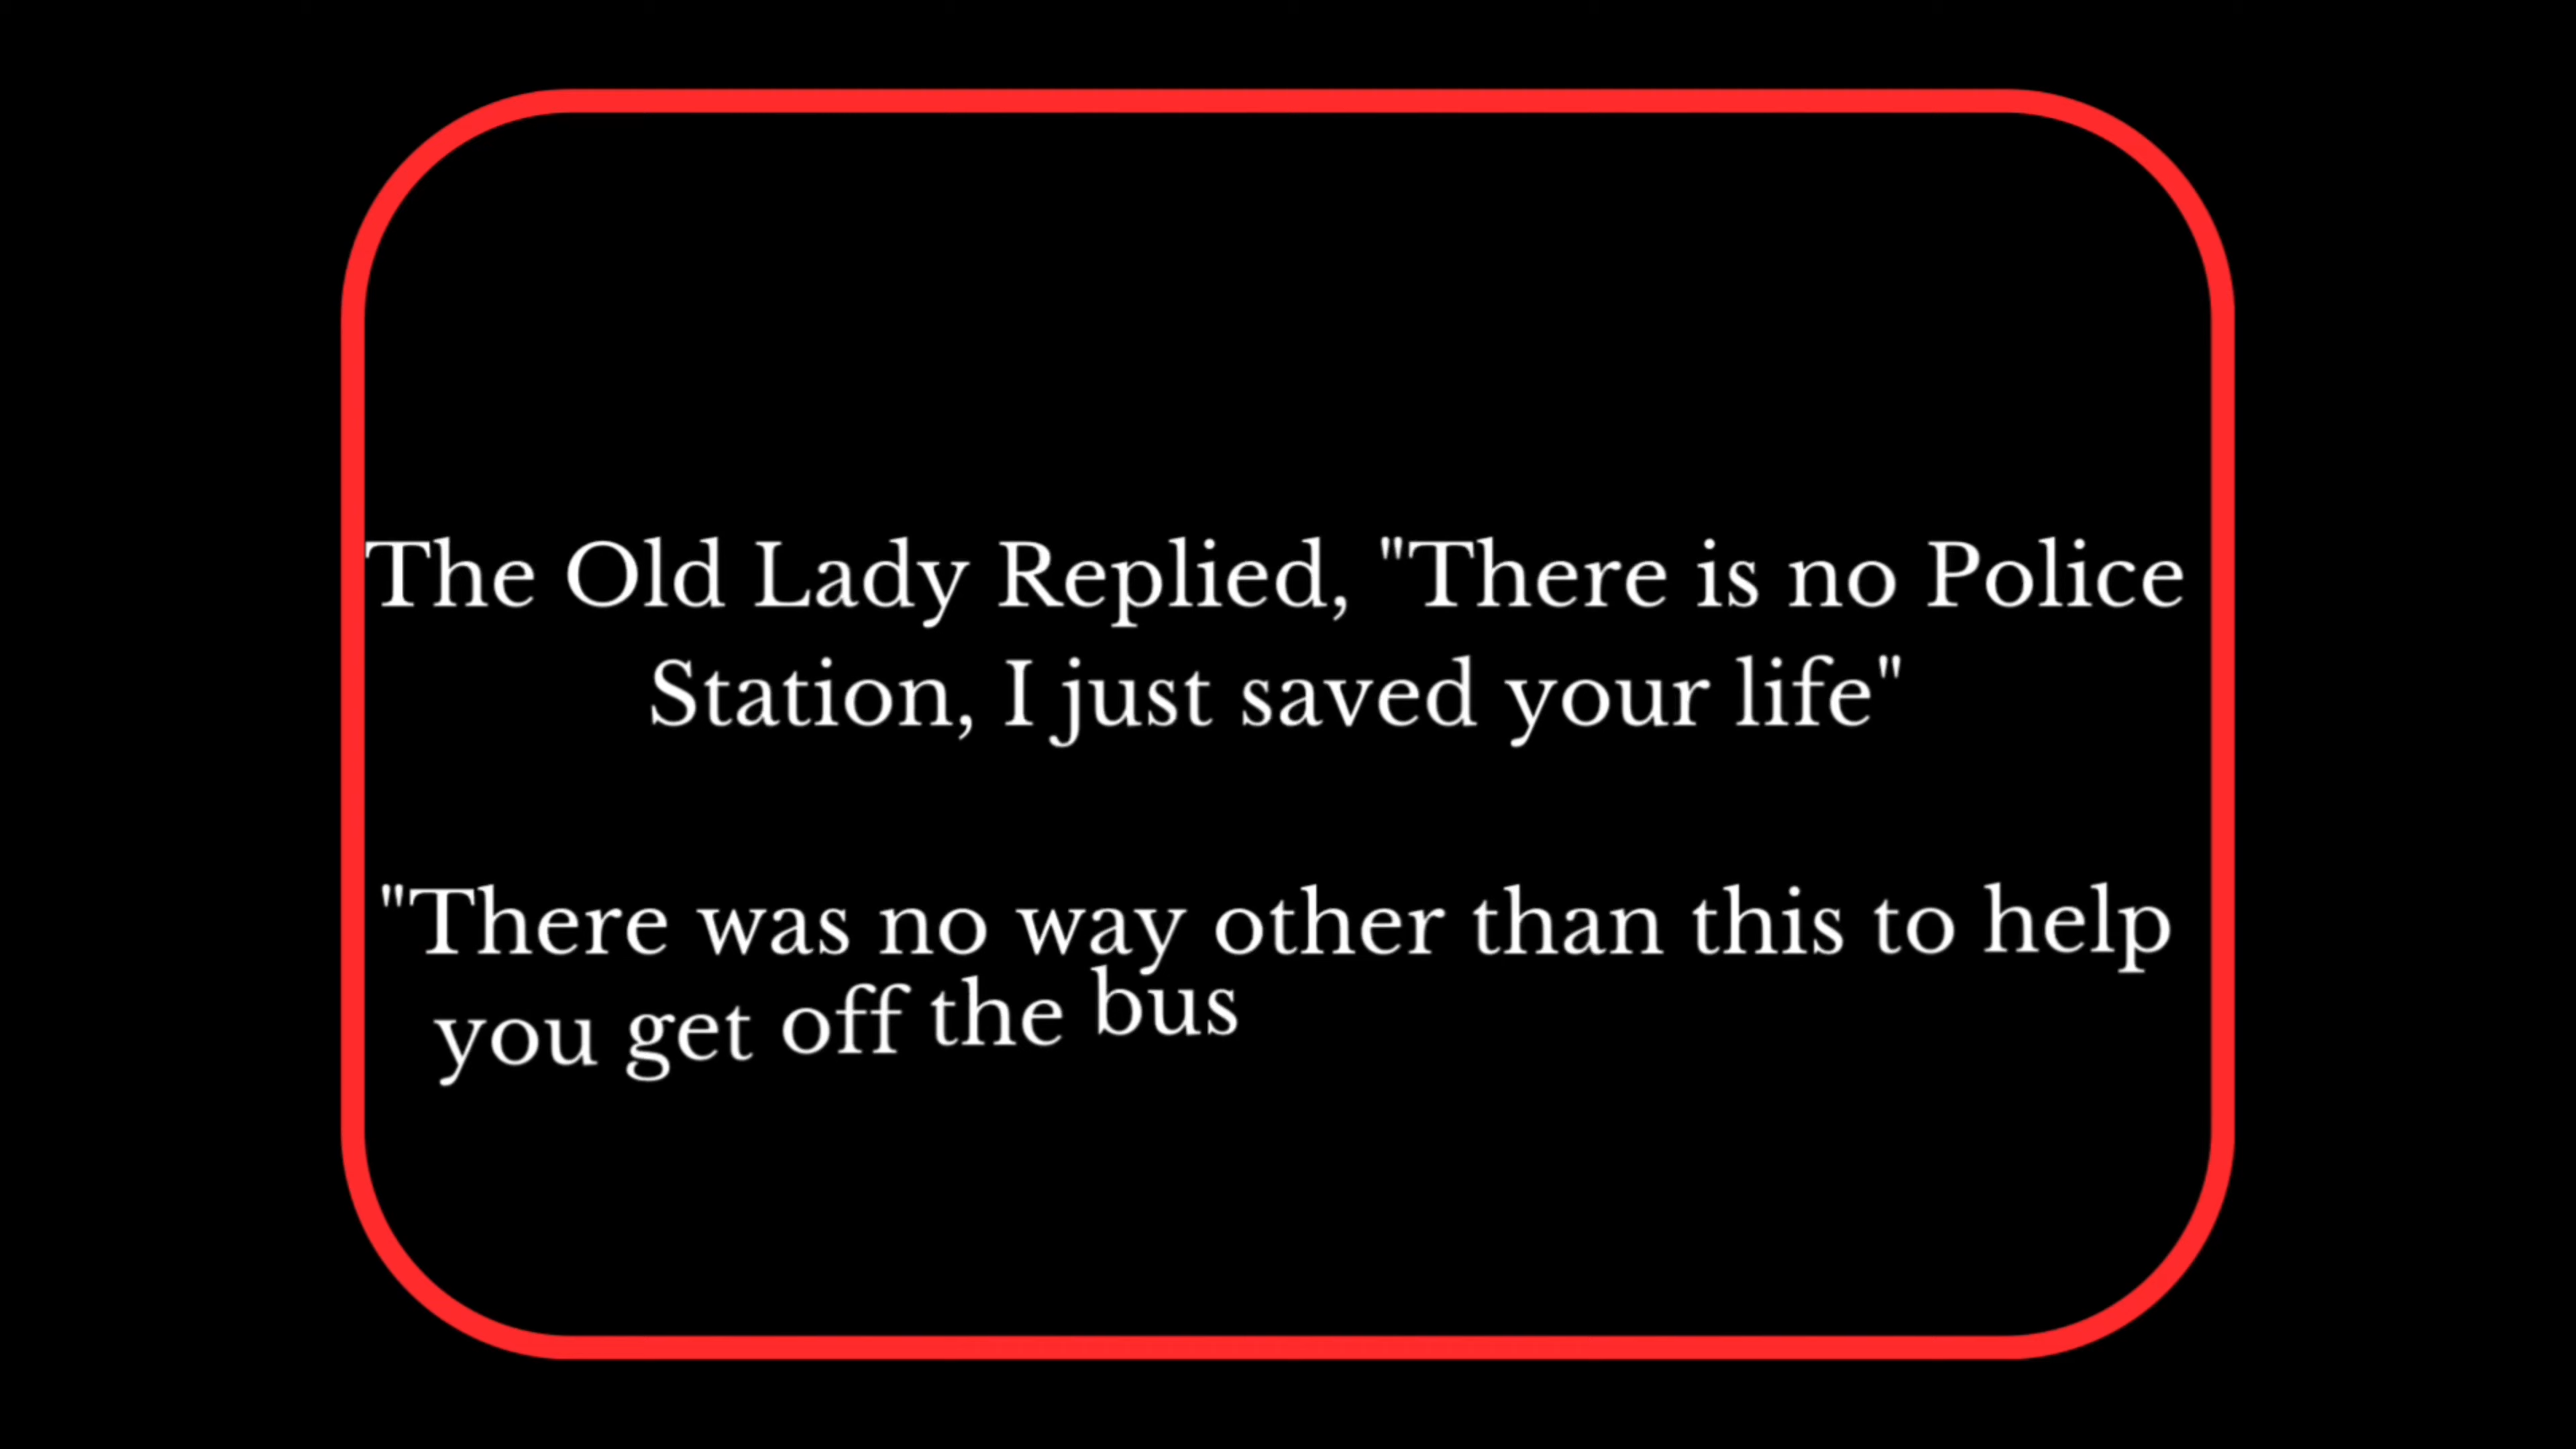 The Old Lady Replied, "There is no Police
Station, I just saved your life"
"There was no way other than this to help
you get off the bus